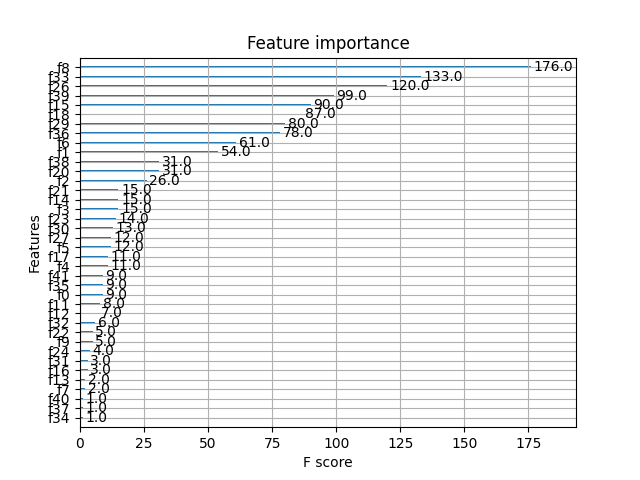 Feature importance
f8 176.0
f33 133.0
f26 120.0
f39 99.0
f15 90.0
f18 87.0
f29 80.0
f36 78.0
f6 61.0
f1 54.0
f38 31.0
f20 31.0
f2 26.0
f21 15.0
f14 15.0
f3 15.0
f23 14.0
f30 13.0
f27 12.0
f5 12.0
f17 11.0
f4 11.0
f41 9.0
f35 9.0
f0 9.0
f11 8.0
f12 7.0
f32 6.0
f22 5.0
f9 5.0
f24 4.0
f31 3.0
f16 3.0
f13 2.0
f7 2.0
f40 1.0
f37 1.0
f34 1.0
Features
0 25 50 75 100 125 150 175
F score